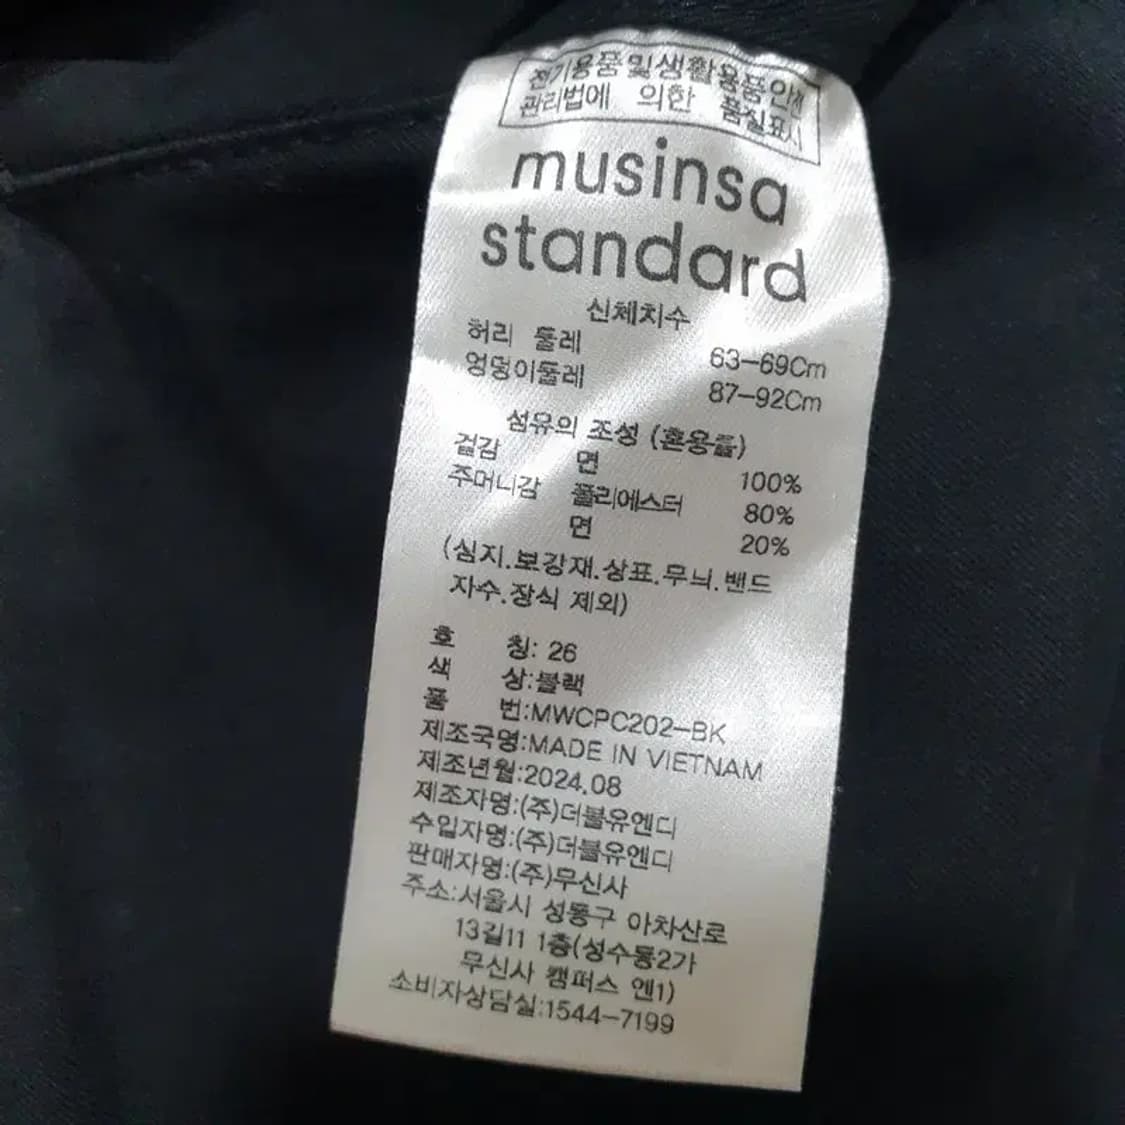 전기용품및생활용품안전
관리법에 의한 품질표시
musinsa
standard
신체치수
허리 둘레 63-69Cm
엉덩이둘레 87-92Cm
섬유의 조성 (혼용률)
겉감 면 100%
주머니감 폴리에스터 80%
면 20%
(심지.보강재.상표.무늬.밴드
자수.장식 제외)
호 칭: 26
색 상:블랙
품 번:MWCPC202-BK
제조국명:MADE IN VIETNAM
제조년월:2024.08
제조자명:(주)더블유엔디
수입자명:(주)더블유엔디
판매자명:(주)무신사
주소:서울시 성동구 아차산로
13길11 1층(성수동2가
무신사 캠퍼스 엔1)
소비자상담실:1544-7199